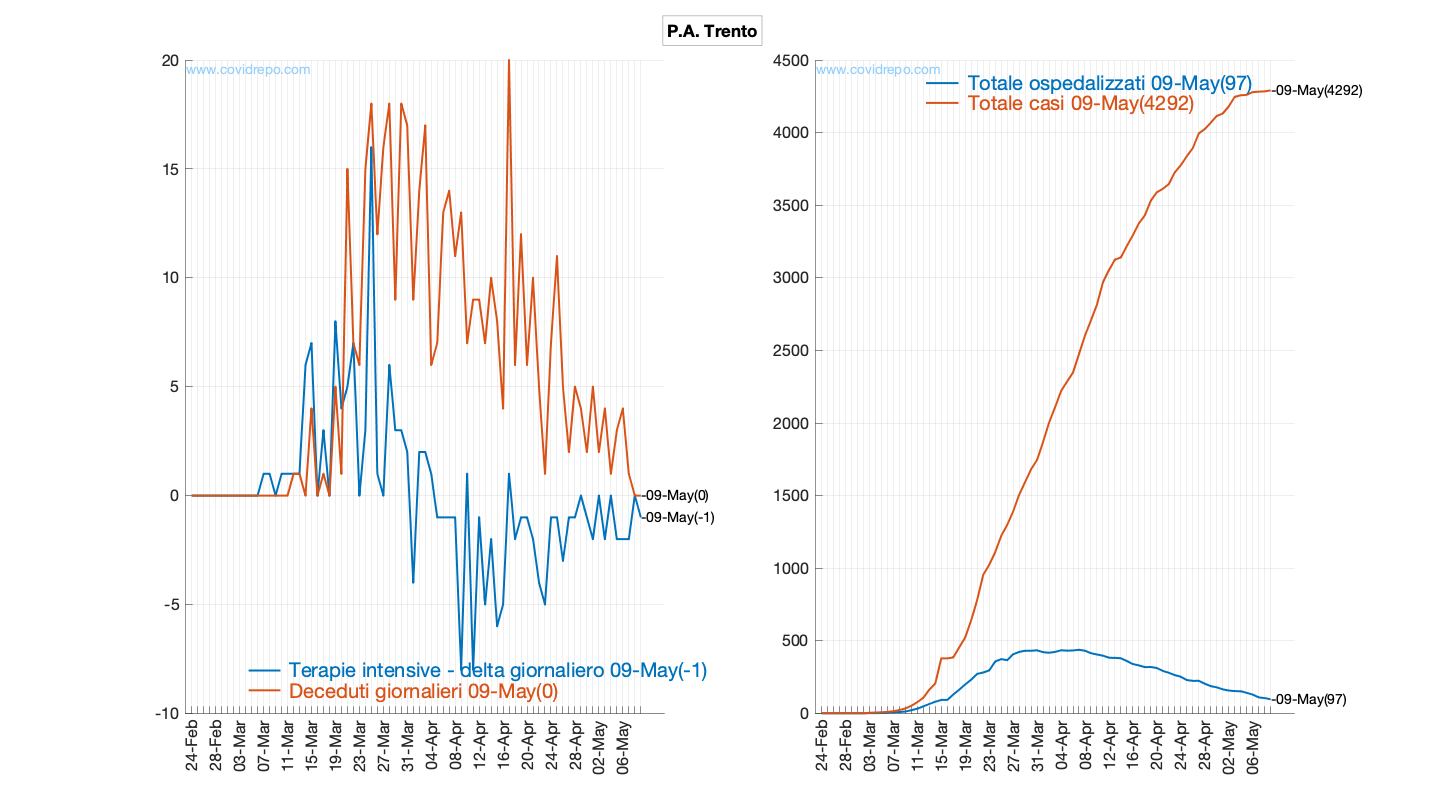 P.A. Trento
www.covidrepo.com
20
15
10
5
0
-5
-10
-09-May(0)
-09-May(-1)
Terapie intensive - delta giornaliero 09-May(-1)
Deceduti giornalieri 09-May(0)
24-Feb
28-Feb
03-Mar
07-Mar
11-Mar
15-Mar
19-Mar
23-Mar
27-Mar
31-Mar
04-Apr
08-Apr
12-Apr
16-Apr
20-Apr
24-Apr
28-Apr
02-May
06-May
www.covidrepo.com
Totale ospedalizzati 09-May(97)
Totale casi 09-May(4292)
-09-May(4292)
4500
4000
3500
3000
2500
2000
1500
1000
500
0
-09-May(97)
24-Feb
28-Feb
03-Mar
07-Mar
11-Mar
15-Mar
19-Mar
23-Mar
27-Mar
31-Mar
04-Apr
08-Apr
12-Apr
16-Apr
20-Apr
24-Apr
28-Apr
02-May
06-May